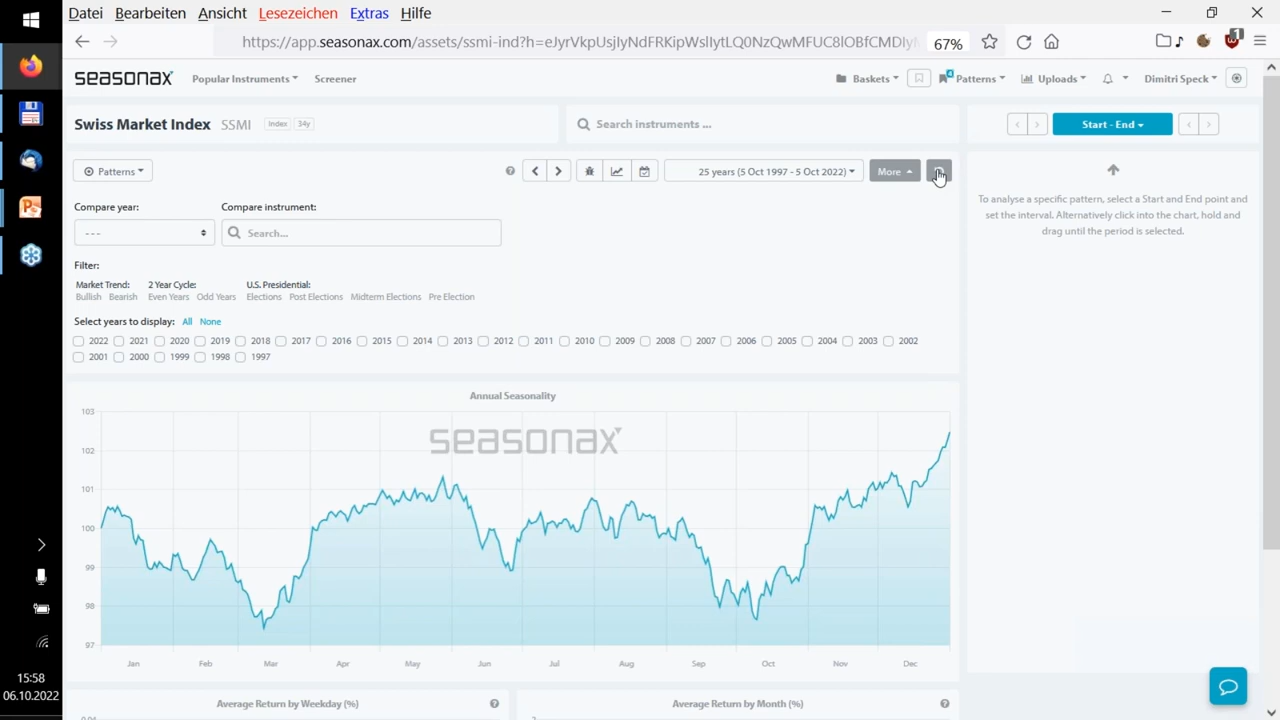 Datei Bearbeiten Ansicht Lesezeichen Extras Hilfe
67%
seasonax Popular Instruments Screener Baskets 4 Patterns Uploads Dimitri Speck
Swiss Market Index SSMI Index 34y Search instruments ... Start - End
Patterns 25 years (5 Oct 1997 - 5 Oct 2022) More
To analyse a specific pattern, select a Start and End point and
set the interval. Alternatively click into the chart, hold and
drag until the period is selected.
Compare year: Compare instrument:
--- Search...
Filter:
Market Trend: 2 Year Cycle: U.S. Presidential:
Bullish Bearish Even Years Odd Years Elections Post Elections Midterm Elections Pre Election
Select years to display: All None
2022 2021 2020 2019 2018 2017 2016 2015 2014 2013 2012 2011 2010 2009 2008 2007 2006 2005 2004 2003 2002
2001 2000 1999 1998 1997
Annual Seasonality
seasonax
103
102
101
100
99
98
97
Jan Feb Mar Apr May Jun Jul Aug Sep Oct Nov Dec
Average Return by Weekday (%) Average Return by Month (%)
15:58
06.10.2022